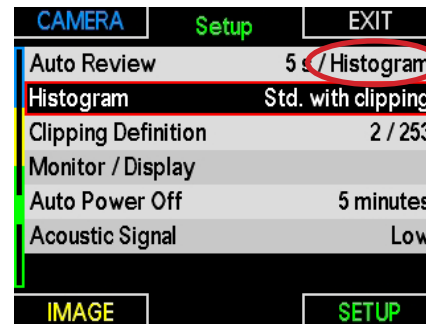 CAMERA Setup EXIT
Auto Review 5 s / Histogram
Histogram Std. with clipping
Clipping Definition 2 / 253
Monitor / Display
Auto Power Off 5 minutes
Acoustic Signal Low
IMAGE SETUP